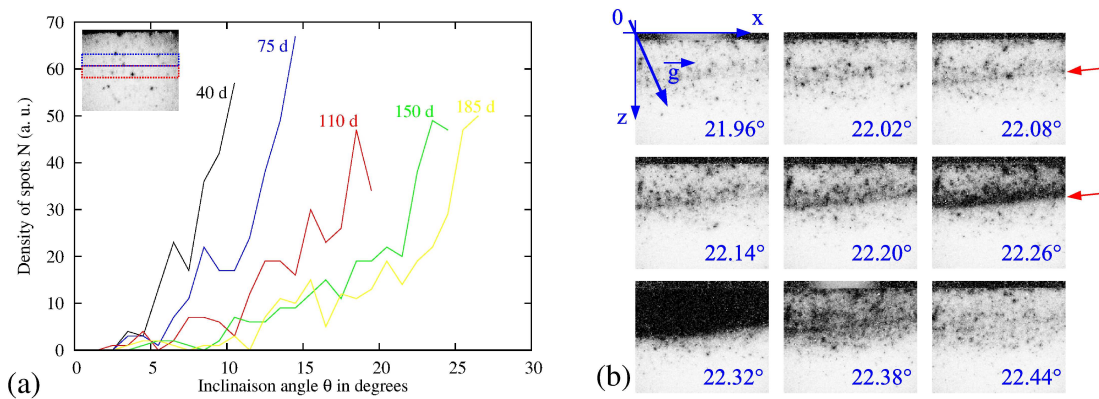 70
60
50
40
30
20
10
0
Density of spots N (a. u.)
40 d
75 d
110 d
150 d
185 d
0
5
10
15
20
25
30
Inclinaison angle θ in degrees
(a)
0
x
g
z
21.96°
22.02°
22.08°
22.14°
22.20°
22.26°
22.32°
22.38°
22.44°
(b)